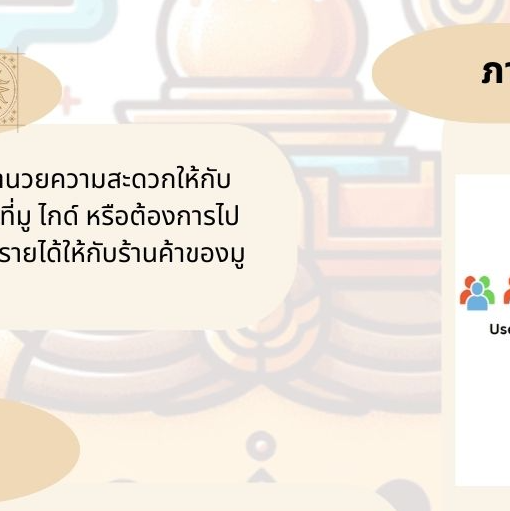 ภา
นวยความสะดวกให้กับ
ที่มู ไกด์ หรือต้องการไป
รายได้ให้กับร้านค้าของมู
Use